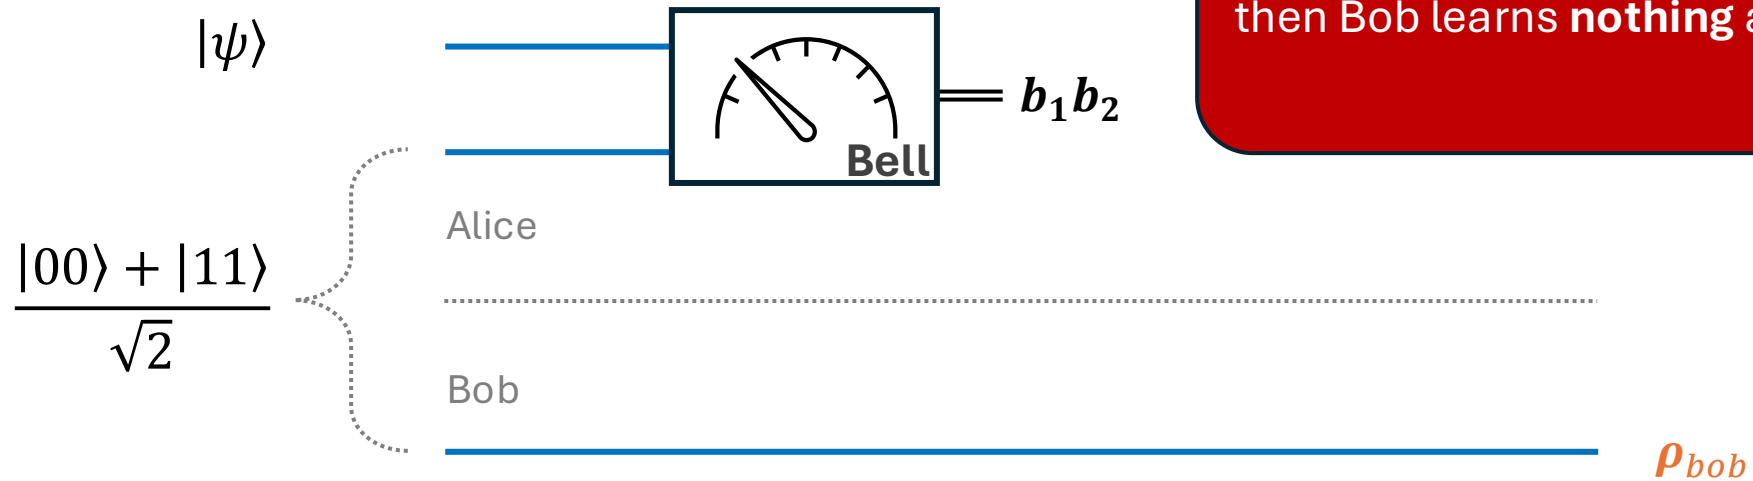 |ψ⟩
then Bob learns nothing
b₁b₂
Bell
Alice
|00⟩ + |11⟩
√2
Bob
ρ_bob